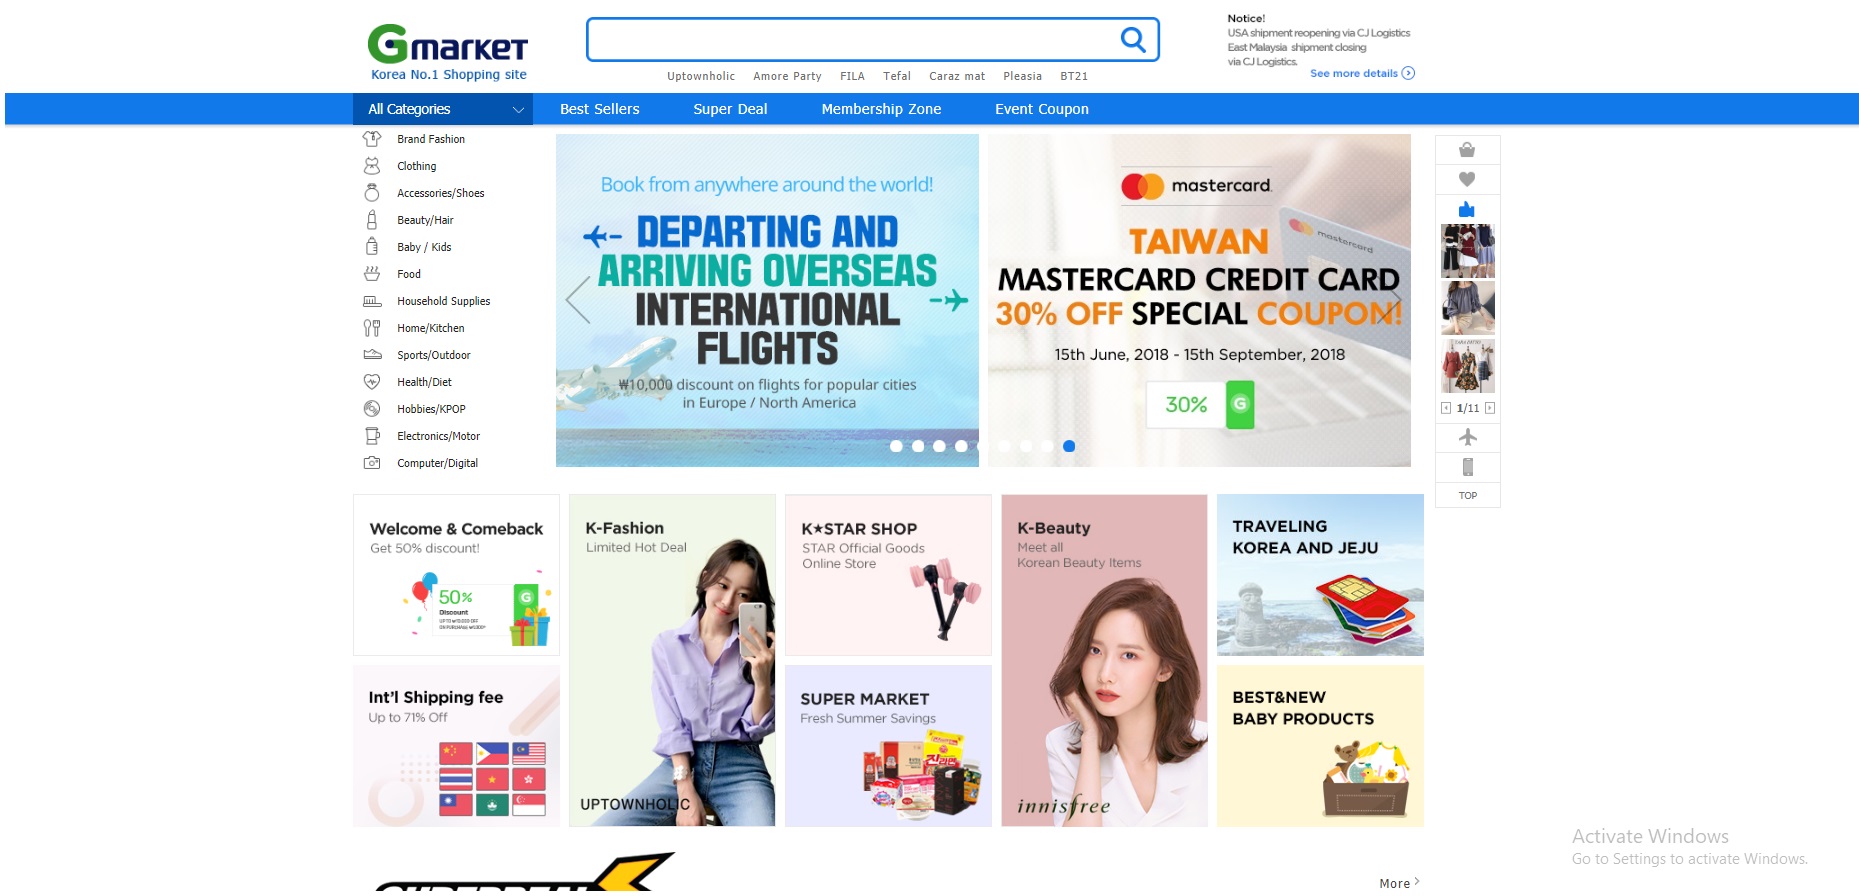 Gmarket
Korea No.1 Shopping site
Notice!
USA shipment reopening via CJ Logistics
East Malaysia shipment closing
via CJ Logistics.
See more details
Uptownholic Amore Party FILA Tefal Caraz mat Pleasia BT21
All Categories Best Sellers Super Deal Membership Zone Event Coupon
Brand Fashion
Clothing
Accessories/Shoes
Beauty/Hair
Baby / Kids
Food
Household Supplies
Home/Kitchen
Sports/Outdoor
Health/Diet
Hobbies/KPOP
Electronics/Motor
Computer/Digital
Book from anywhere around the world!
DEPARTING AND
ARRIVING OVERSEAS
INTERNATIONAL
FLIGHTS
₩10,000 discount on flights for popular cities
in Europe / North America
mastercard
mastercard
TAIWAN
MASTERCARD CREDIT CARD
30% OFF SPECIAL COUPON!
15th June, 2018 - 15th September, 2018
30% G
1/11
TOP
Welcome & Comeback
Get 50% discount!
50% G
Discount
K-Fashion
Limited Hot Deal
UPTOWNHOLIC
K★STAR SHOP
STAR Official Goods
Online Store
K-Beauty
Meet all
Korean Beauty Items
innisfree
TRAVELING
KOREA AND JEJU
Int'l Shipping fee
Up to 71% Off
SUPER MARKET
Fresh Summer Savings
진라면
BEST&NEW
BABY PRODUCTS
Activate Windows
Go to Settings to activate Windows.
More